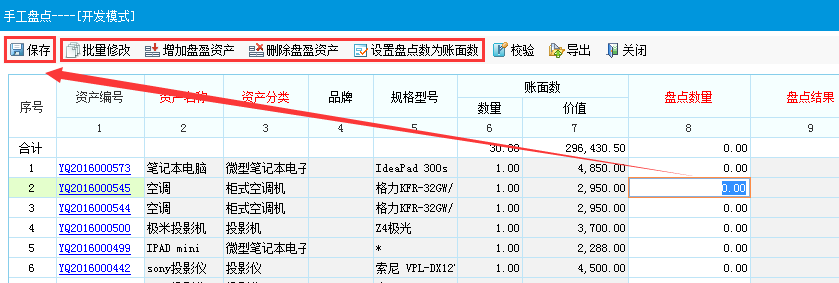 手工盘点----[开发模式]
保存 批量修改 增加盘盈资产 删除盘盈资产 设置盘点数为账面数 校验 导出 关闭
序号 资产编号 资产名称 资产分类 品牌 规格型号 账面数 盘点数量 盘点结果
数量 价值
1 2 3 4 5 6 7 8 9
合计 30.00 296,430.50 0.00
1 YQ2016000573 笔记本电脑 微型笔记本电子 IdeaPad 300s 1.00 4,850.00 0.00
2 YQ2016000545 空调 柜式空调机 格力KFR-32GW/ 1.00 2,950.00 0.00
3 YQ2016000544 空调 柜式空调机 格力KFR-32GW/ 1.00 2,950.00 0.00
4 YQ2016000500 极米投影机 投影机 Z4极光 1.00 3,700.00 0.00
5 YQ2016000499 IPAD mini 微型笔记本电子 * 1.00 2,288.00 0.00
6 YQ2016000442 sony投影仪 投影仪 索尼 VPL-DX12 1.00 4,500.00 0.00